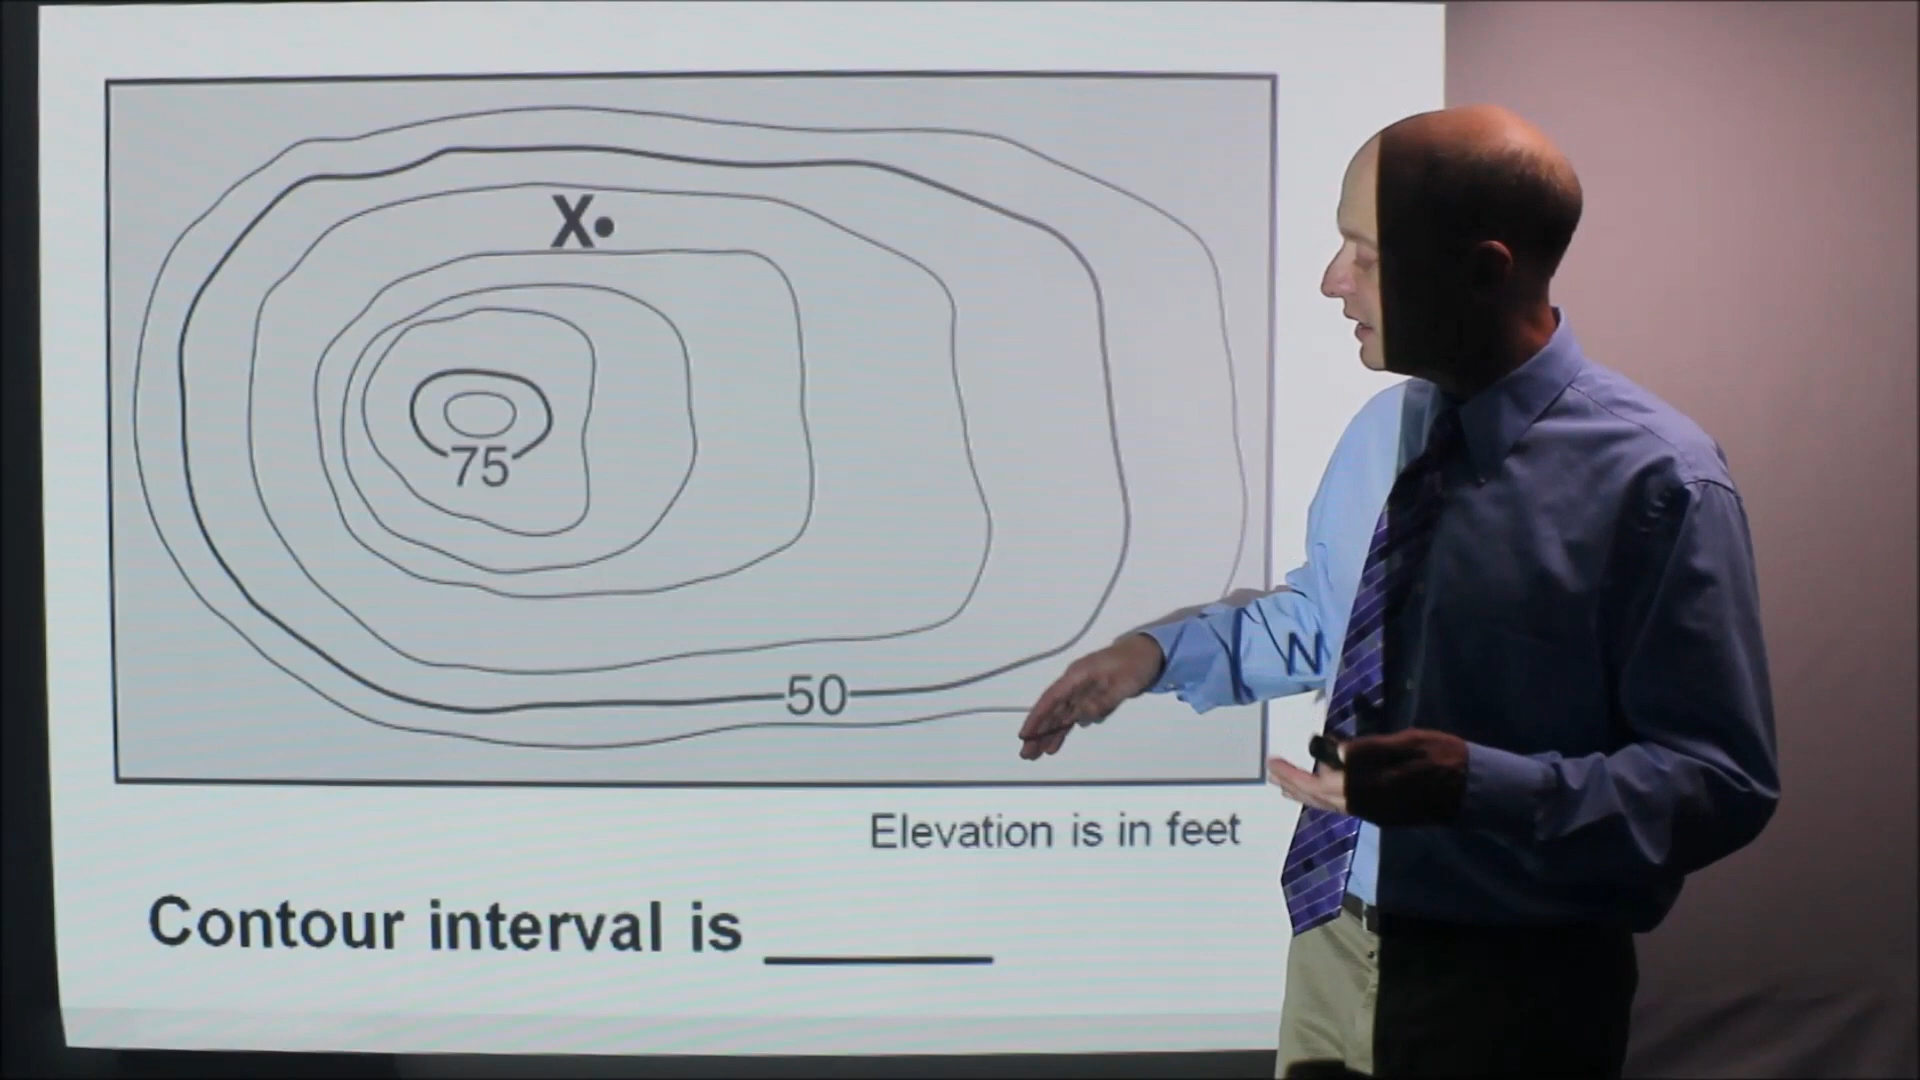 X
75
50
N
Elevation is in feet
Contour interval is ______